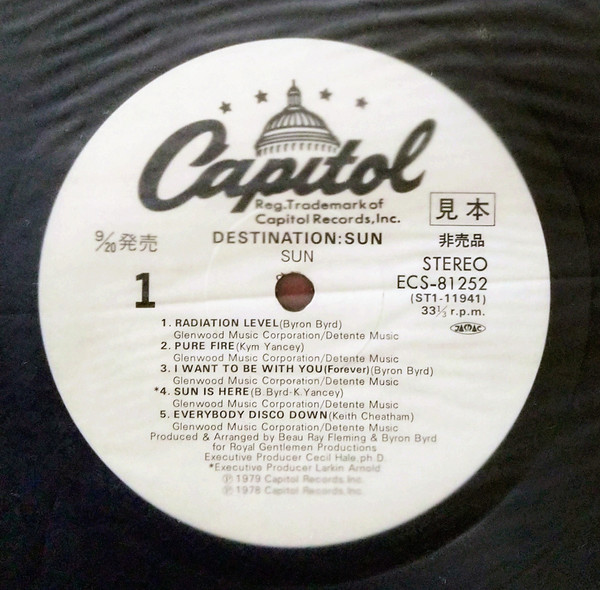 Capitol
Reg.Trademark of
Capitol Records,Inc.
見本
9/20発売
DESTINATION:SUN
非売品
SUN
STEREO
1
ECS-81252
(ST1-11941)
33⅓ r.p.m.
JASRAC
1. RADIATION LEVEL(Byron Byrd)
Glenwood Music Corporation/Detente Music
2. PURE FIRE(Kym Yancey)
Glenwood Music Corporation/Detente Music
3. I WANT TO BE WITH YOU(Forever)(Byron Byrd)
Glenwood Music Corporation/Detente Music
*4. SUN IS HERE(B.Byrd-K.Yancey)
Glenwood Music Corporation/Detente Music
5. EVERYBODY DISCO DOWN(Keith Cheatham)
Glenwood Music Corporation/Detente Music
Produced & Arranged by Beau Ray Fleming & Byron Byrd
for Royal Gentlemen Productions
Executive Producer Cecil Hale,ph.D.
*Executive Producer Larkin Arnold
Ⓟ 1979 Capitol Records,Inc.
Ⓟ 1978 Capitol Records,Inc.